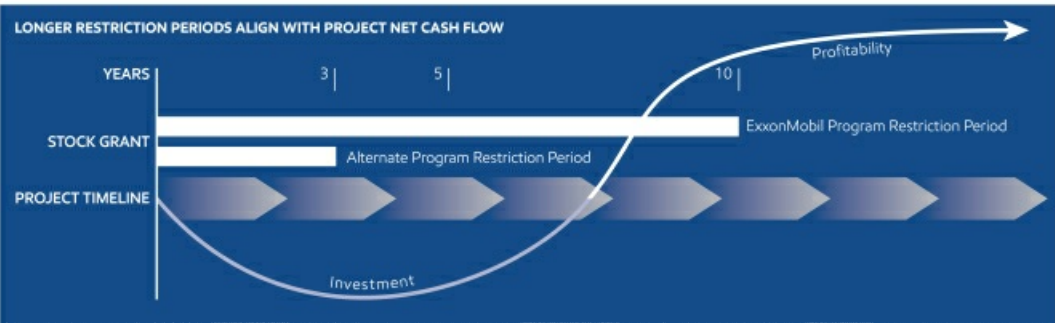 LONGER RESTRICTION PERIODS ALIGN WITH PROJECT NET CASH FLOW
Profitability
YEARS 3 5 10
STOCK GRANT
ExxonMobil Program Restriction Period
Alternate Program Restriction Period
PROJECT TIMELINE
Investment